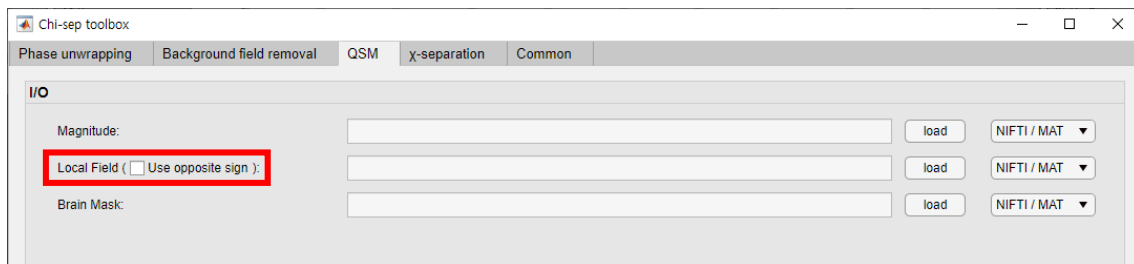 Chi-sep toolbox
Phase unwrapping Background field removal QSM χ-separation Common
I/O
Magnitude: load NIFTI / MAT
Local Field ( Use opposite sign ): load NIFTI / MAT
Brain Mask: load NIFTI / MAT